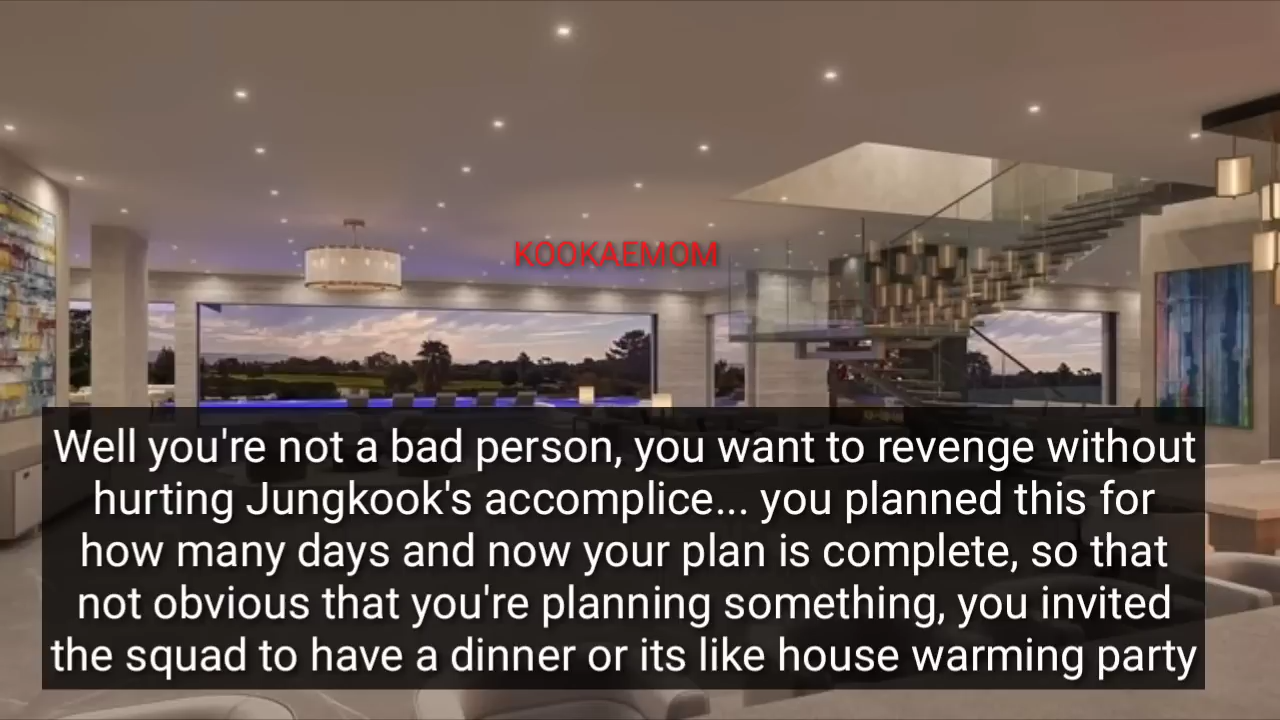 KOOKAEMOM
Well you're not a bad person, you want to revenge without
hurting Jungkook's accomplice... you planned this for
how many days and now your plan is complete, so that
not obvious that you're planning something, you invited
the squad to have a dinner or its like house warming party